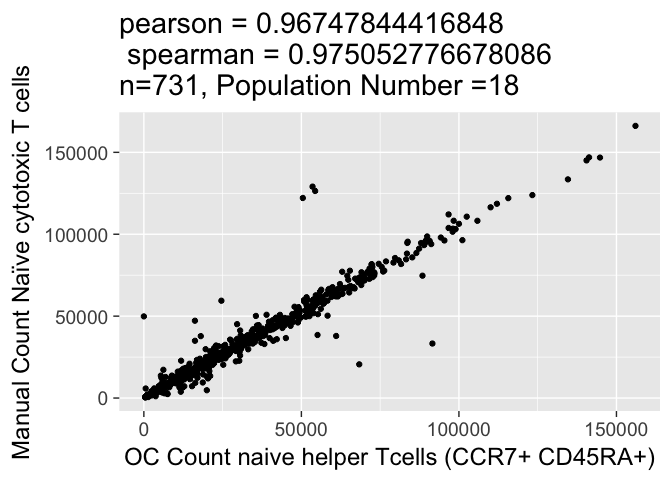 pearson = 0.96747844416848
spearman = 0.975052776678086
n=731, Population Number =18
Manual Count Naïve cytotoxic T cells
150000
100000
50000
0
0 50000 100000 150000
OC Count naive helper Tcells (CCR7+ CD45RA+)